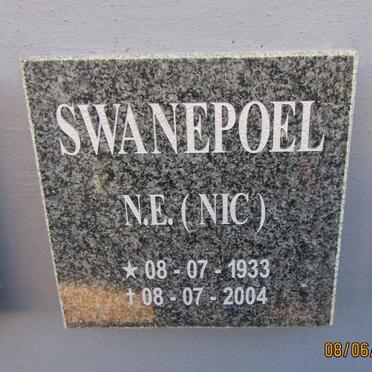 SWANEPOEL
N.E. ( NIC )
★ 08 - 07 - 1933
† 08 - 07 - 2004
08/06/